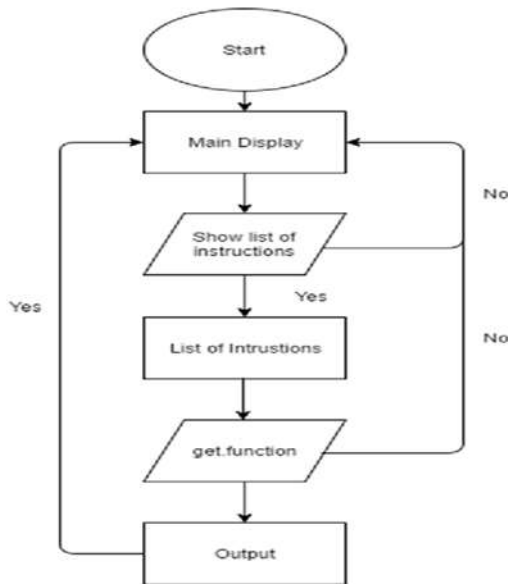 Start
Main Display
No
Show list of
instructions
Yes
Yes
No
List of Intrustions
get.function
Output